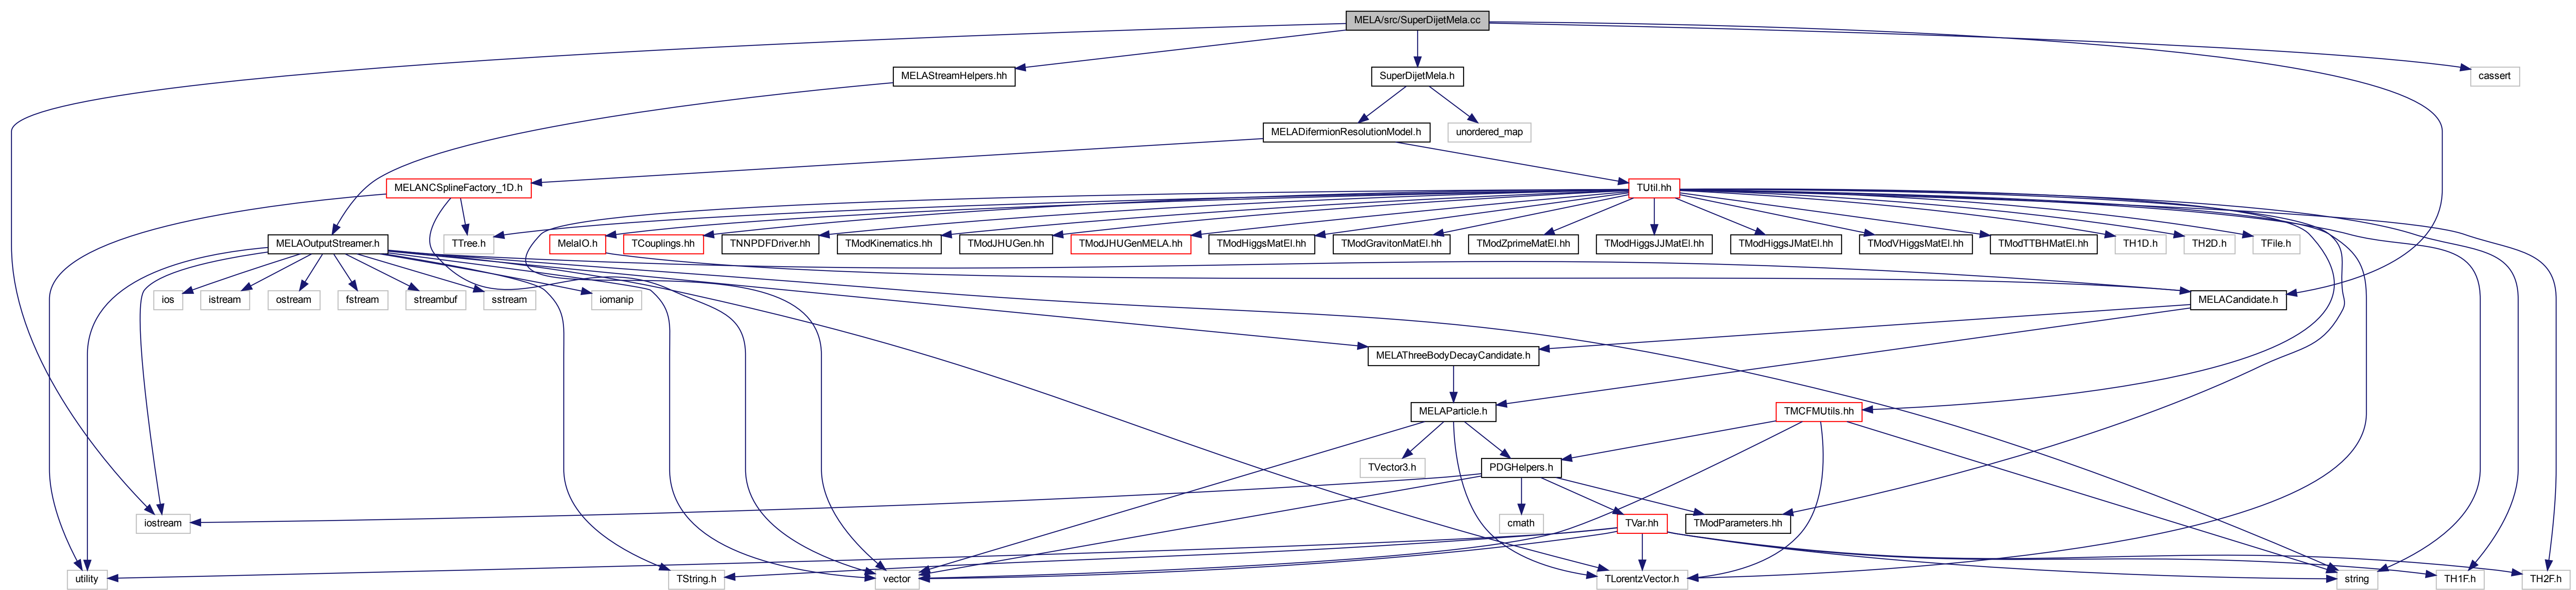 MELA/src/SuperDijetMela.cc
MELAStreamHelpers.hh
SuperDijetMela.h
cassert
MELADifermionResolutionModel.h
unordered_map
MELANCSplineFactory_1D.h
TUtil.hh
MELAOutputStreamer.h
TTree.h
MelaIO.h
TCouplings.hh
TNNPDFDriver.hh
TModKinematics.hh
TModJHUGen.hh
TModJHUGenMELA.hh
TModHiggsMatEl.hh
TModGravitonMatEl.hh
TModZprimeMatEl.hh
TModHiggsJJMatEl.hh
TModHiggsJMatEl.hh
TModVHiggsMatEl.hh
TModTTBHMatEl.hh
TH1D.h
TH2D.h
TFile.h
ios
istream
ostream
fstream
streambuf
sstream
iomanip
MELACandidate.h
MELAThreeBodyDecayCandidate.h
MELAParticle.h
TMCFMUtils.hh
TVector3.h
PDGHelpers.h
iostream
cmath
TVar.hh
TModParameters.hh
utility
TString.h
vector
TLorentzVector.h
string
TH1F.h
TH2F.h